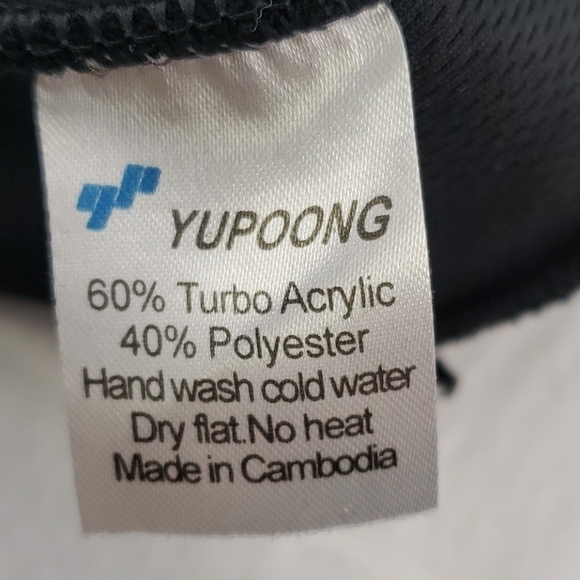 YUPOONG
60% Turbo Acrylic
40% Polyester
Hand wash cold water
Dry flat.No heat
Made in Cambodia